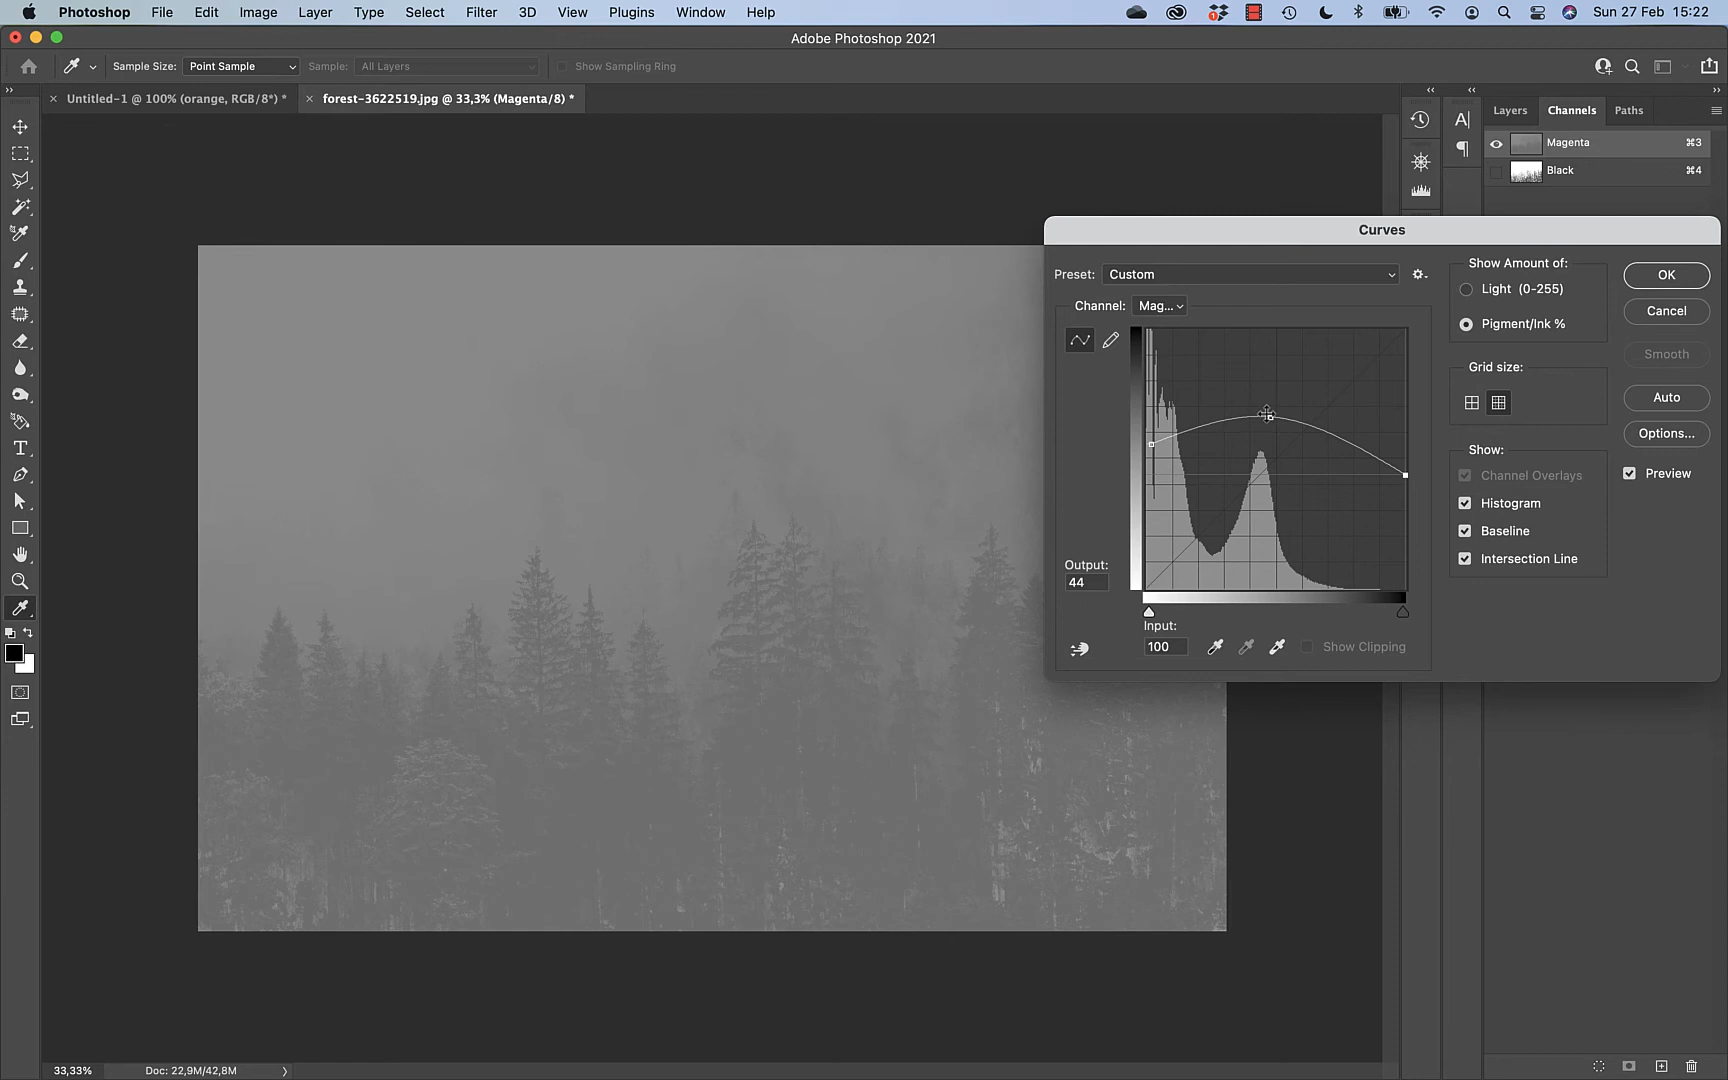 Photoshop File Edit Image Layer Type Select Filter 3D View Plugins Window Help Sun 27 Feb 15:22
Adobe Photoshop 2021
Sample Size: Point Sample Sample: All Layers Show Sampling Ring
Untitled-1 @ 100% (orange, RGB/8*) * forest-3622519.jpg @ 33,3% (Magenta/8) *
Layers Channels Paths
Magenta ⌘3
Black ⌘4
Curves
Preset: Custom
Channel: Mag...
Output:
44
Input:
100
Show Clipping
Show Amount of:
Light (0-255)
Pigment/Ink %
Grid size:
Show:
Channel Overlays
Histogram
Baseline
Intersection Line
OK
Cancel
Smooth
Auto
Options...
Preview
33,33% Doc: 22,9M/42,8M